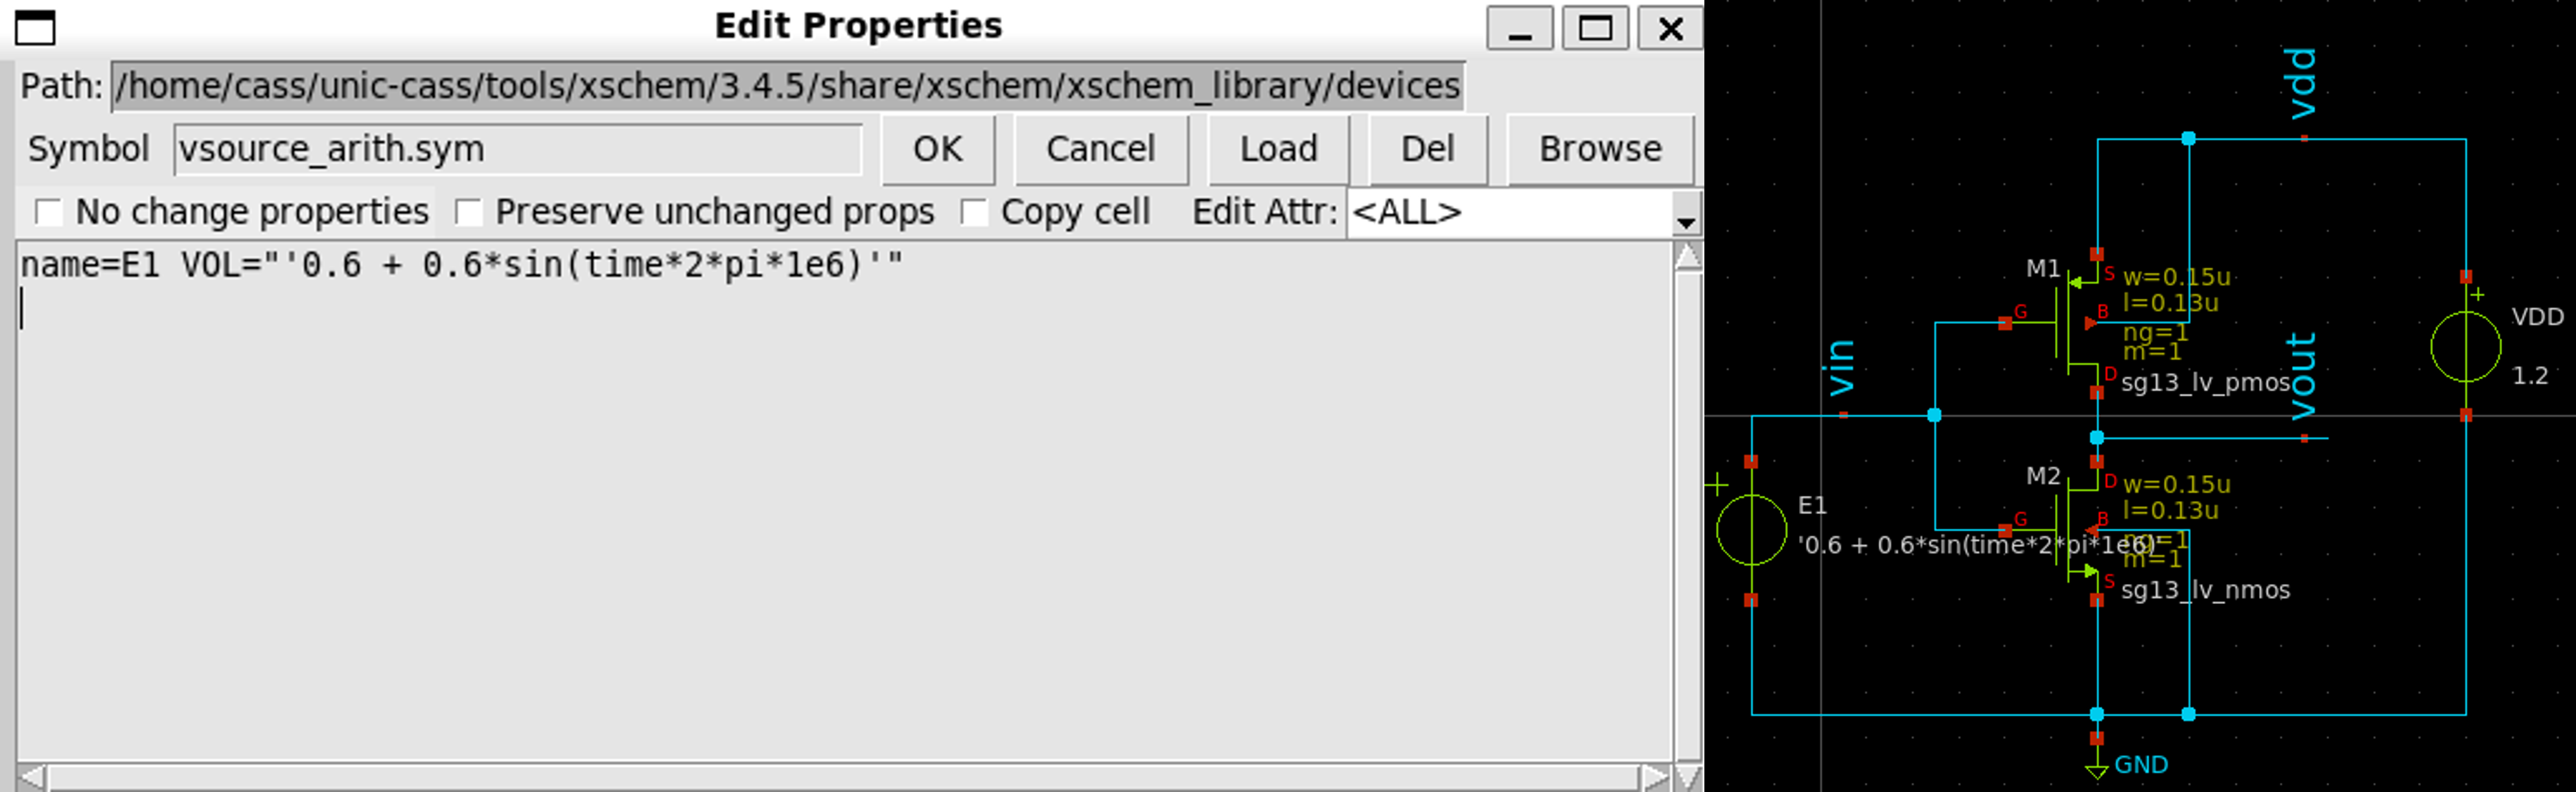 Edit Properties
Path: /home/cass/unic-cass/tools/xschem/3.4.5/share/xschem/xschem_library/devices
Symbol vsource_arith.sym OK Cancel Load Del Browse
No change properties Preserve unchanged props Copy cell Edit Attr: <ALL>
name=E1 VOL="'0.6 + 0.6*sin(time*2*pi*1e6)'"
vdd
M1
S
w=0.15u
l=0.13u
G
B
ng=1
m=1
D
sg13_lv_pmos
vin
vout
+
VDD
1.2
M2
D
w=0.15u
l=0.13u
G
B
ng=1
m=1
S
sg13_lv_nmos
+
E1
'0.6 + 0.6*sin(time*2*pi*1e6)'
GND